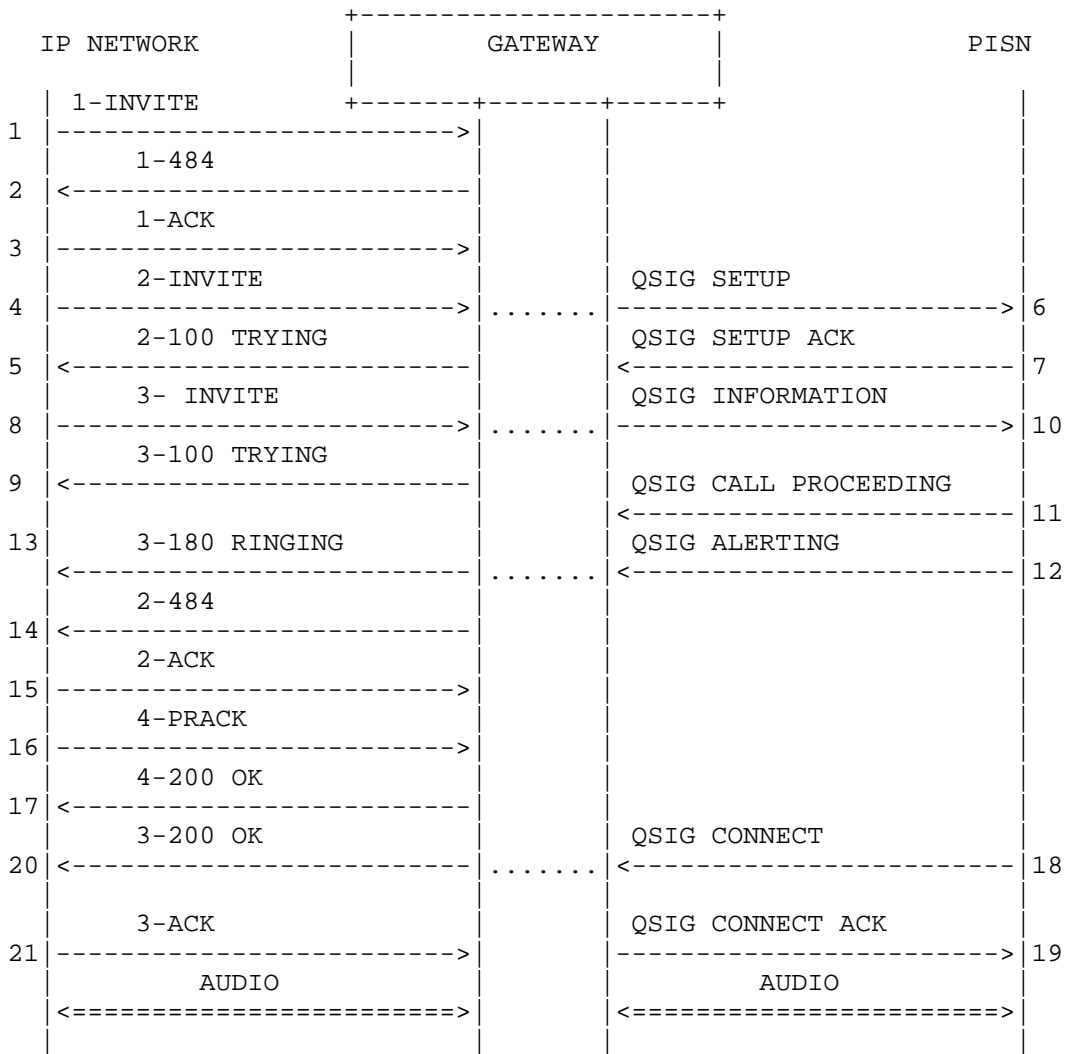 IP NETWORK GATEWAY PISN
1-INVITE
1
1-484
2
1-ACK
3
2-INVITE QSIG SETUP
4 ....... 6
2-100 TRYING QSIG SETUP ACK
5 7
3- INVITE QSIG INFORMATION
8 ....... 10
3-100 TRYING
9 QSIG CALL PROCEEDING
11
13 3-180 RINGING QSIG ALERTING
....... 12
2-484
14
2-ACK
15
4-PRACK
16
4-200 OK
17
3-200 OK QSIG CONNECT
20 ....... 18
3-ACK QSIG CONNECT ACK
21 19
AUDIO AUDIO